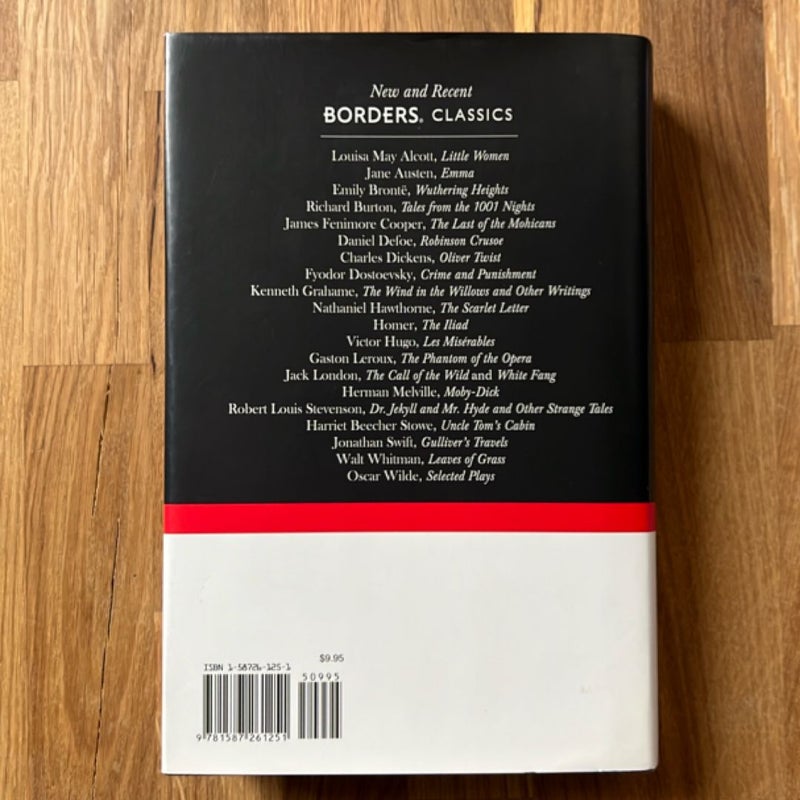 New and Recent
BORDERS® CLASSICS
Louisa May Alcott, Little Women
Jane Austen, Emma
Emily Brontë, Wuthering Heights
Richard Burton, Tales from the 1001 Nights
James Fenimore Cooper, The Last of the Mohicans
Daniel Defoe, Robinson Crusoe
Charles Dickens, Oliver Twist
Fyodor Dostoevsky, Crime and Punishment
Kenneth Grahame, The Wind in the Willows and Other Writings
Nathaniel Hawthorne, The Scarlet Letter
Homer, The Iliad
Victor Hugo, Les Misérables
Gaston Leroux, The Phantom of the Opera
Jack London, The Call of the Wild and White Fang
Herman Melville, Moby-Dick
Robert Louis Stevenson, Dr. Jekyll and Mr. Hyde and Other Strange Tales
Harriet Beecher Stowe, Uncle Tom's Cabin
Jonathan Swift, Gulliver's Travels
Walt Whitman, Leaves of Grass
Oscar Wilde, Selected Plays
$9.95
ISBN 1-58726-125-1
50995
9 781587 261251